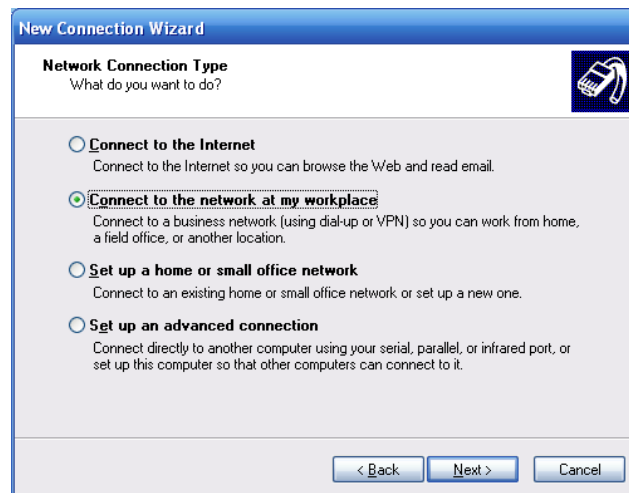 New Connection Wizard
Network Connection Type
What do you want to do?
Connect to the Internet
Connect to the Internet so you can browse the Web and read email.
Connect to the network at my workplace
Connect to a business network (using dial-up or VPN) so you can work from home,
a field office, or another location.
Set up a home or small office network
Connect to an existing home or small office network or set up a new one.
Set up an advanced connection
Connect directly to another computer using your serial, parallel, or infrared port, or
set up this computer so that other computers can connect to it.
< Back Next > Cancel